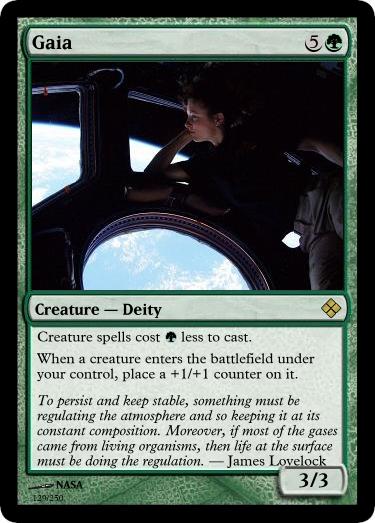 Gaia 5
Creature — Deity
Creature spells cost less to cast.
When a creature enters the battlefield under
your control, place a +1/+1 counter on it.
To persist and keep stable, something must be
regulating the atmosphere and so keeping it at its
constant composition. Moreover, if most of the gases
came from living organisms, then life at the surface
must be doing the regulation. — James Lovelock
NASA
129/250
3/3